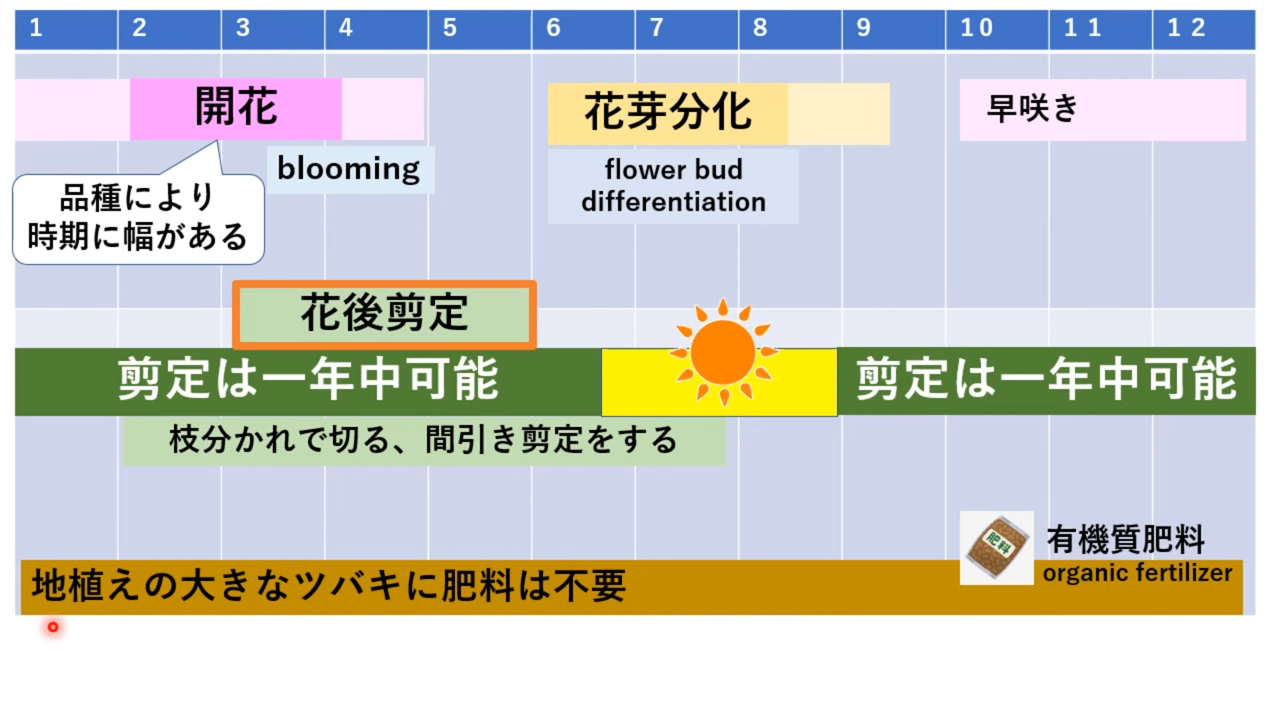 1 2 3 4 5 6 7 8 9 10 11 12
開花
花芽分化
早咲き
blooming
flower bud
differentiation
品種により
時期に幅がある
花後剪定
剪定は一年中可能
剪定は一年中可能
枝分かれで切る、間引き剪定をする
肥料
有機質肥料
organic fertilizer
地植えの大きなツバキに肥料は不要